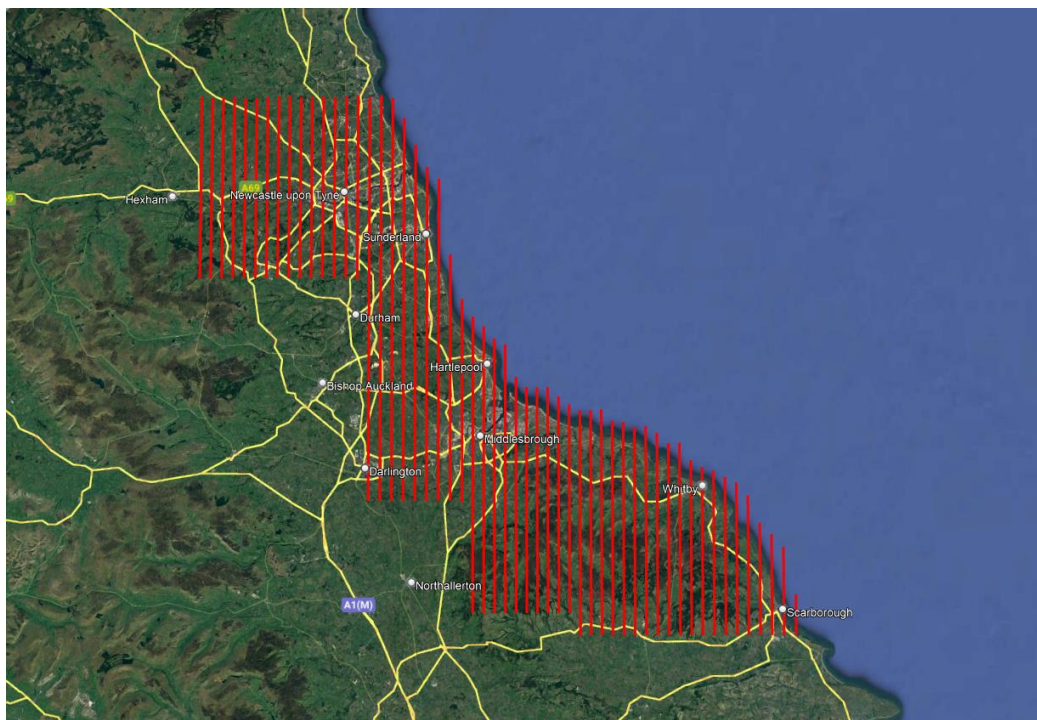 A69
Hexham
Newcastle upon Tyne
Sunderland
Durham
Hartlepool
Bishop Auckland
Middlesbrough
Darlington
Whitby
Northallerton
A1(M)
Scarborough